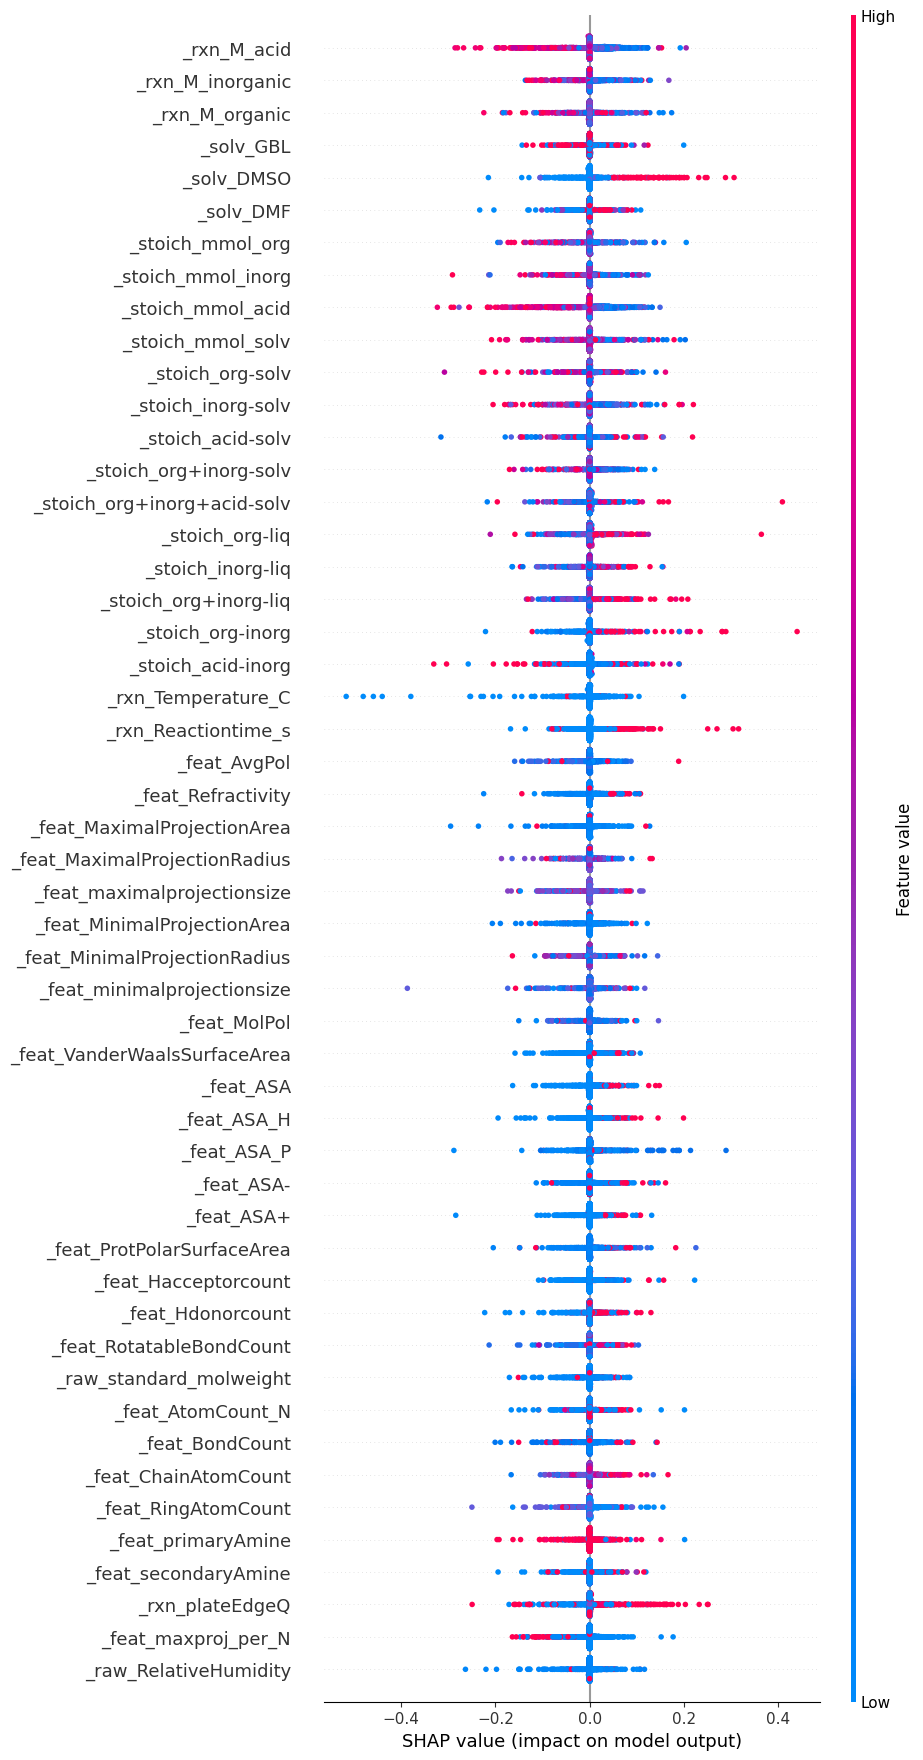 High
_rxn_M_acid
_rxn_M_inorganic
_rxn_M_organic
_solv_GBL
_solv_DMSO
_solv_DMF
_stoich_mmol_org
_stoich_mmol_inorg
_stoich_mmol_acid
_stoich_mmol_solv
_stoich_org-solv
_stoich_inorg-solv
_stoich_acid-solv
_stoich_org+inorg-solv
_stoich_org+inorg+acid-solv
_stoich_org-liq
_stoich_inorg-liq
_stoich_org+inorg-liq
_stoich_org-inorg
_stoich_acid-inorg
_rxn_Temperature_C
_rxn_Reactiontime_s
_feat_AvgPol
_feat_Refractivity
_feat_MaximalProjectionArea
_feat_MaximalProjectionRadius
_feat_maximalprojectionsize
_feat_MinimalProjectionArea
_feat_MinimalProjectionRadius
_feat_minimalprojectionsize
_feat_MolPol
_feat_VanderWaalsSurfaceArea
_feat_ASA
_feat_ASA_H
_feat_ASA_P
_feat_ASA-
_feat_ASA+
_feat_ProtPolarSurfaceArea
_feat_Hacceptorcount
_feat_Hdonorcount
_feat_RotatableBondCount
_raw_standard_molweight
_feat_AtomCount_N
_feat_BondCount
_feat_ChainAtomCount
_feat_RingAtomCount
_feat_primaryAmine
_feat_secondaryAmine
_rxn_plateEdgeQ
_feat_maxproj_per_N
_raw_RelativeHumidity
Feature value
Low
−0.4 −0.2 0.0 0.2 0.4
SHAP value (impact on model output)